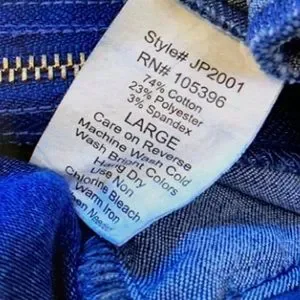 Style# JP2001
RN# 105396
74% Cotton
23% Polyester
3% Spandex
LARGE
Care on Reverse
Machine Wash Cold
Wash Bright Colors
Hang Dry
Use Non
Chlorine Bleach
Warm Iron